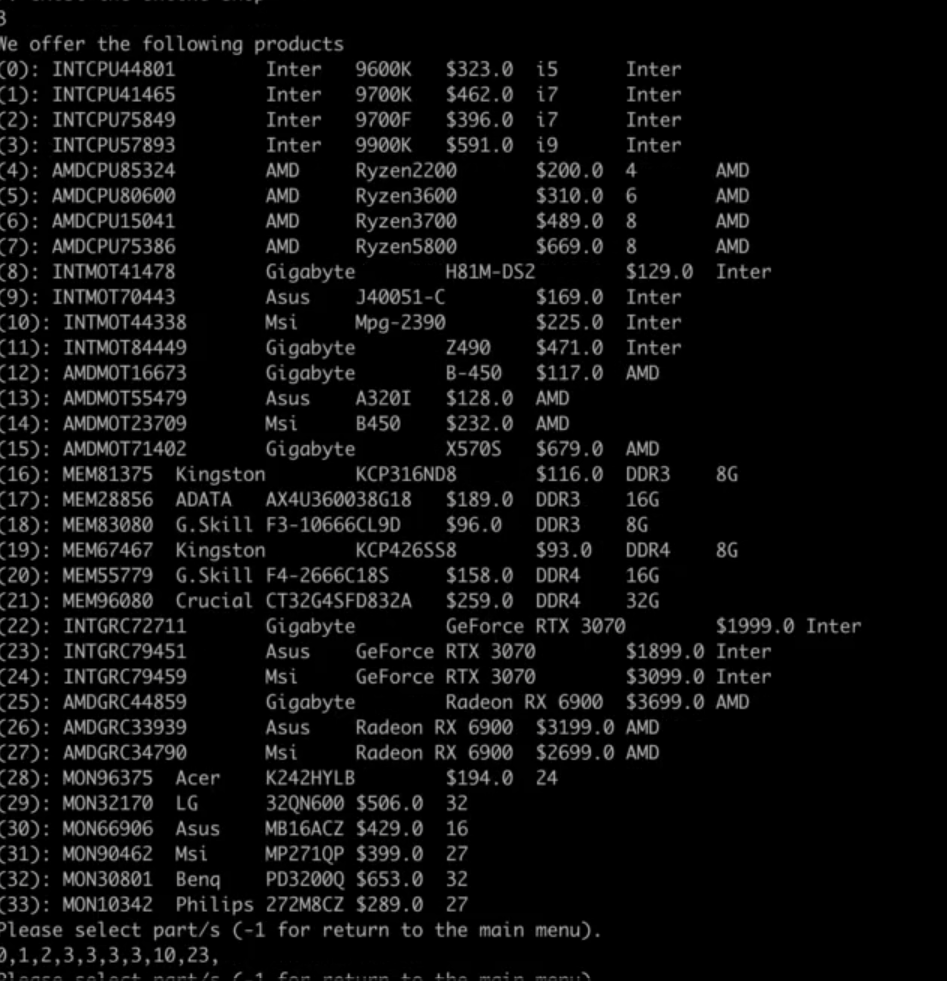 3
We offer the following products
(0): INTCPU44801 Inter 9600K $323.0 i5 Inter
(1): INTCPU41465 Inter 9700K $462.0 i7 Inter
(2): INTCPU75849 Inter 9700F $396.0 i7 Inter
(3): INTCPU57893 Inter 9900K $591.0 i9 Inter
(4): AMDCPU85324 AMD Ryzen2200 $200.0 4 AMD
(5): AMDCPU80600 AMD Ryzen3600 $310.0 6 AMD
(6): AMDCPU15041 AMD Ryzen3700 $489.0 8 AMD
(7): AMDCPU75386 AMD Ryzen5800 $669.0 8 AMD
(8): INTMOT41478 Gigabyte H81M-DS2 $129.0 Inter
(9): INTMOT70443 Asus J40051-C $169.0 Inter
(10): INTMOT44338 Msi Mpg-2390 $225.0 Inter
(11): INTMOT84449 Gigabyte Z490 $471.0 Inter
(12): AMDMOT16673 Gigabyte B-450 $117.0 AMD
(13): AMDMOT55479 Asus A320I $128.0 AMD
(14): AMDMOT23709 Msi B450 $232.0 AMD
(15): AMDMOT71402 Gigabyte X570S $679.0 AMD
(16): MEM81375 Kingston KCP316ND8 $116.0 DDR3 8G
(17): MEM28856 ADATA AX4U360038G18 $189.0 DDR3 16G
(18): MEM83080 G.Skill F3-10666CL9D $96.0 DDR3 8G
(19): MEM67467 Kingston KCP426SS8 $93.0 DDR4 8G
(20): MEM55779 G.Skill F4-2666C18S $158.0 DDR4 16G
(21): MEM96080 Crucial CT32G4SFD832A $259.0 DDR4 32G
(22): INTGRC72711 Gigabyte GeForce RTX 3070 $1999.0 Inter
(23): INTGRC79451 Asus GeForce RTX 3070 $1899.0 Inter
(24): INTGRC79459 Msi GeForce RTX 3070 $3099.0 Inter
(25): AMDGRC44859 Gigabyte Radeon RX 6900 $3699.0 AMD
(26): AMDGRC33939 Asus Radeon RX 6900 $3199.0 AMD
(27): AMDGRC34790 Msi Radeon RX 6900 $2699.0 AMD
(28): MON96375 Acer K242HYLB $194.0 24
(29): MON32170 LG 32QN600 $506.0 32
(30): MON66906 Asus MB16ACZ $429.0 16
(31): MON90462 Msi MP271QP $399.0 27
(32): MON30801 Benq PD3200Q $653.0 32
(33): MON10342 Philips 272M8CZ $289.0 27
Please select part/s (-1 for return to the main menu).
0,1,2,3,3,3,3,10,23,
Please select part/s (-1 for return to the main menu)